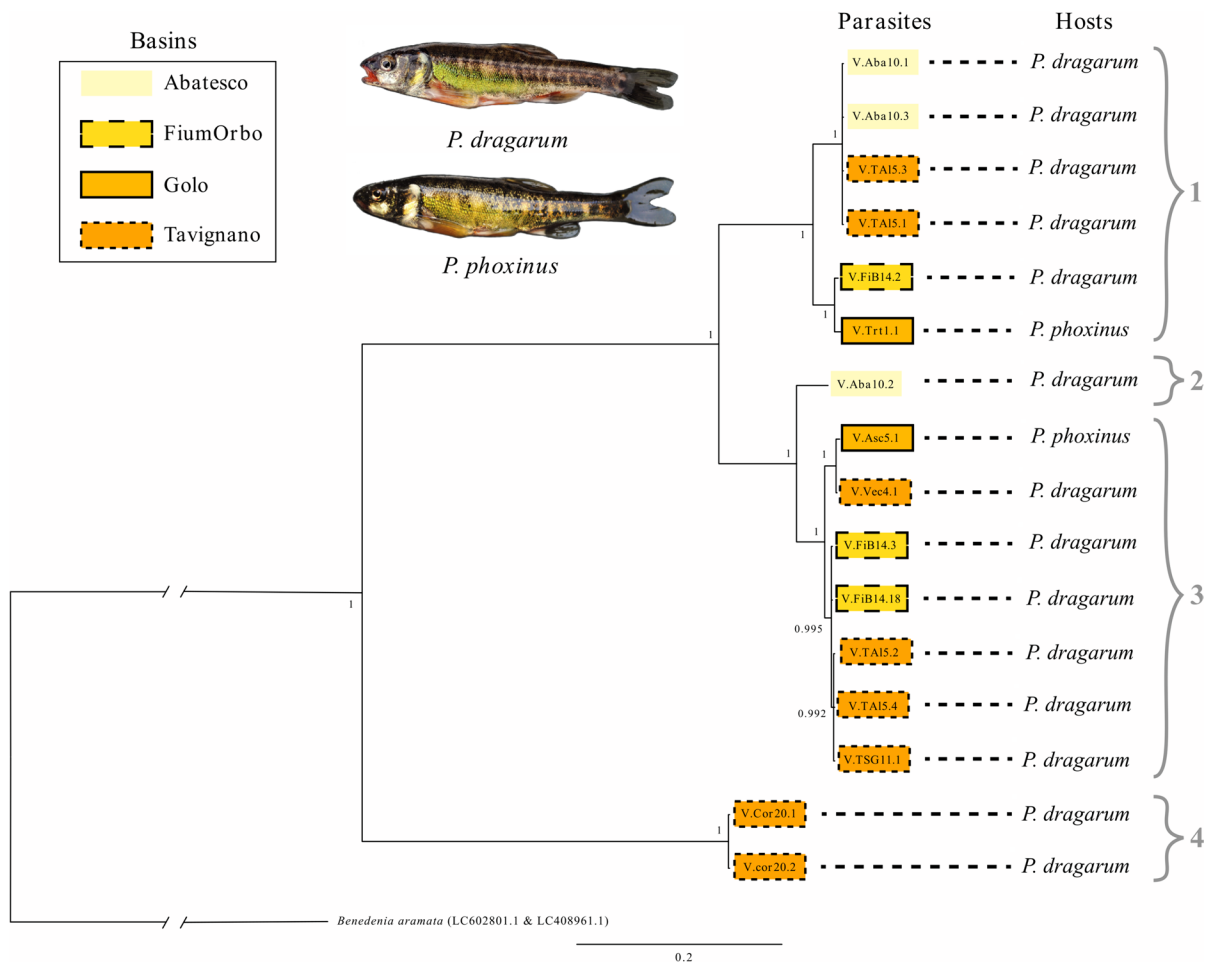 Basins
Abatesco
FiumOrbo
Golo
Tavignano
P. dragarum
P. phoxinus
Parasites Hosts
V.Aba10.1 P. dragarum
V.Aba10.3 P. dragarum
1
V.TAl5.3 P. dragarum
1
V.TAl5.1 P. dragarum
1
V.FiB14.2 P. dragarum
1
V.Trt1.1 P. phoxinus
1
V.Aba10.2 P. dragarum
2
V.Asc5.1 P. phoxinus
1
1
V.Vec4.1 P. dragarum
1
V.FiB14.3 P. dragarum
V.FiB14.18 P. dragarum
3
1
0.995
V.TAl5.2 P. dragarum
V.TAl5.4 P. dragarum
0.992
V.TSG11.1 P. dragarum
V.Cor20.1 P. dragarum
1
4
V.cor20.2 P. dragarum
Benedenia aramata (LC602801.1 & LC408961.1)
0.2